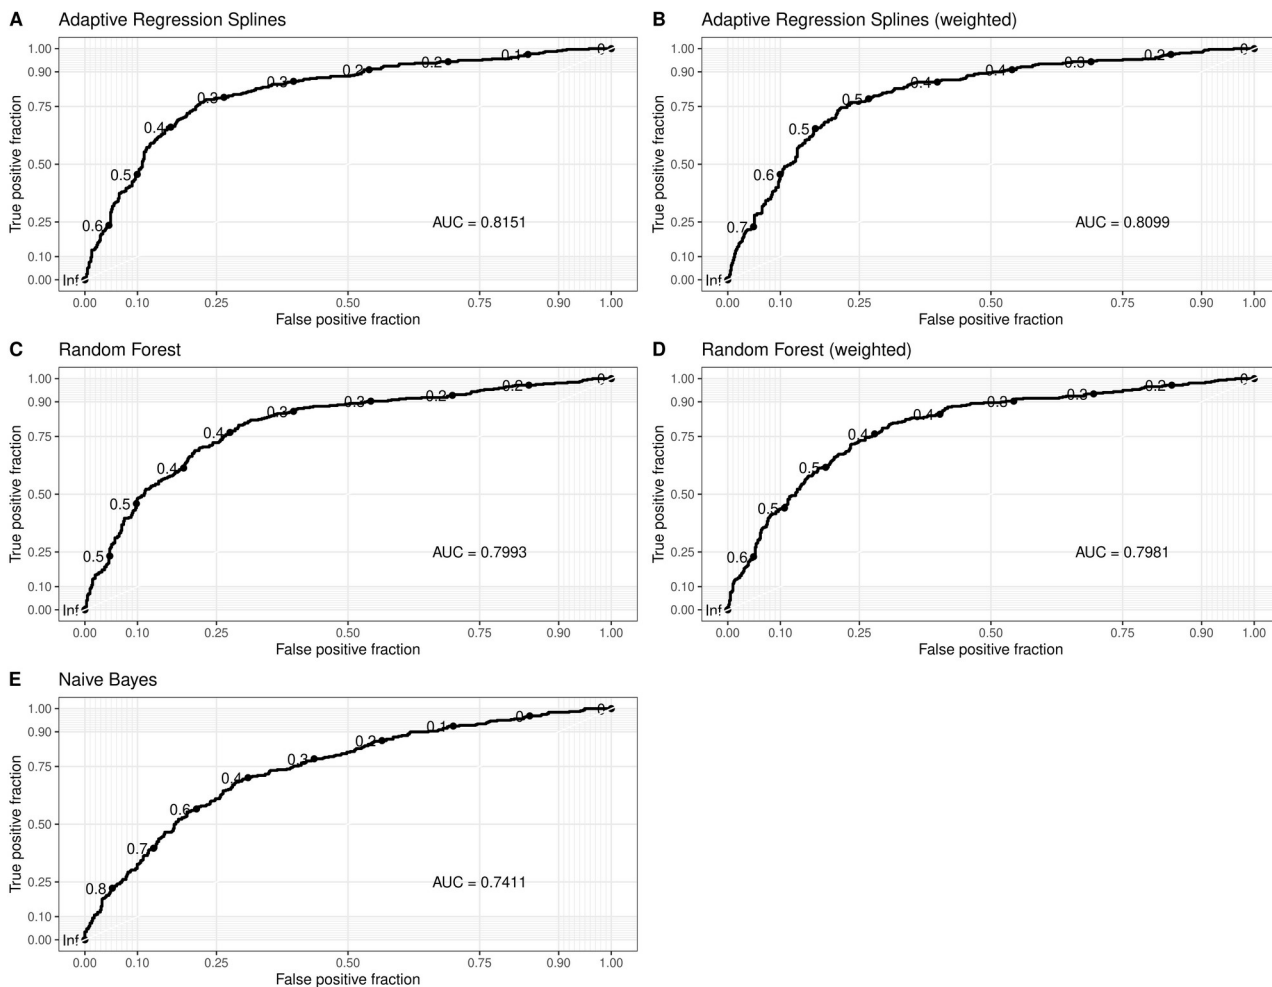 A Adaptive Regression Splines
1.00
0.90
0.75
0.50
0.25
0.10
0.00
True positive fraction
Inf
0.6
0.5
0.4
0.3
0.3
0.2
0.2
0.1
0
AUC = 0.8151
0.00 0.10 0.25 0.50 0.75 0.90 1.00
False positive fraction
B Adaptive Regression Splines (weighted)
1.00
0.90
0.75
0.50
0.25
0.10
0.00
True positive fraction
Inf
0.7
0.6
0.5
0.5
0.4
0.4
0.3
0.2
0
AUC = 0.8099
0.00 0.10 0.25 0.50 0.75 0.90 1.00
False positive fraction
C Random Forest
1.00
0.90
0.75
0.50
0.25
0.10
0.00
True positive fraction
Inf
0.5
0.5
0.4
0.4
0.3
0.3
0.2
0.2
0
AUC = 0.7993
0.00 0.10 0.25 0.50 0.75 0.90 1.00
False positive fraction
D Random Forest (weighted)
1.00
0.90
0.75
0.50
0.25
0.10
0.00
True positive fraction
Inf
0.6
0.5
0.5
0.4
0.4
0.3
0.3
0.2
0
AUC = 0.7981
0.00 0.10 0.25 0.50 0.75 0.90 1.00
False positive fraction
E Naive Bayes
1.00
0.90
0.75
0.50
0.25
0.10
0.00
True positive fraction
Inf
0.8
0.7
0.6
0.4
0.3
0.2
0.1
0
0
AUC = 0.7411
0.00 0.10 0.25 0.50 0.75 0.90 1.00
False positive fraction